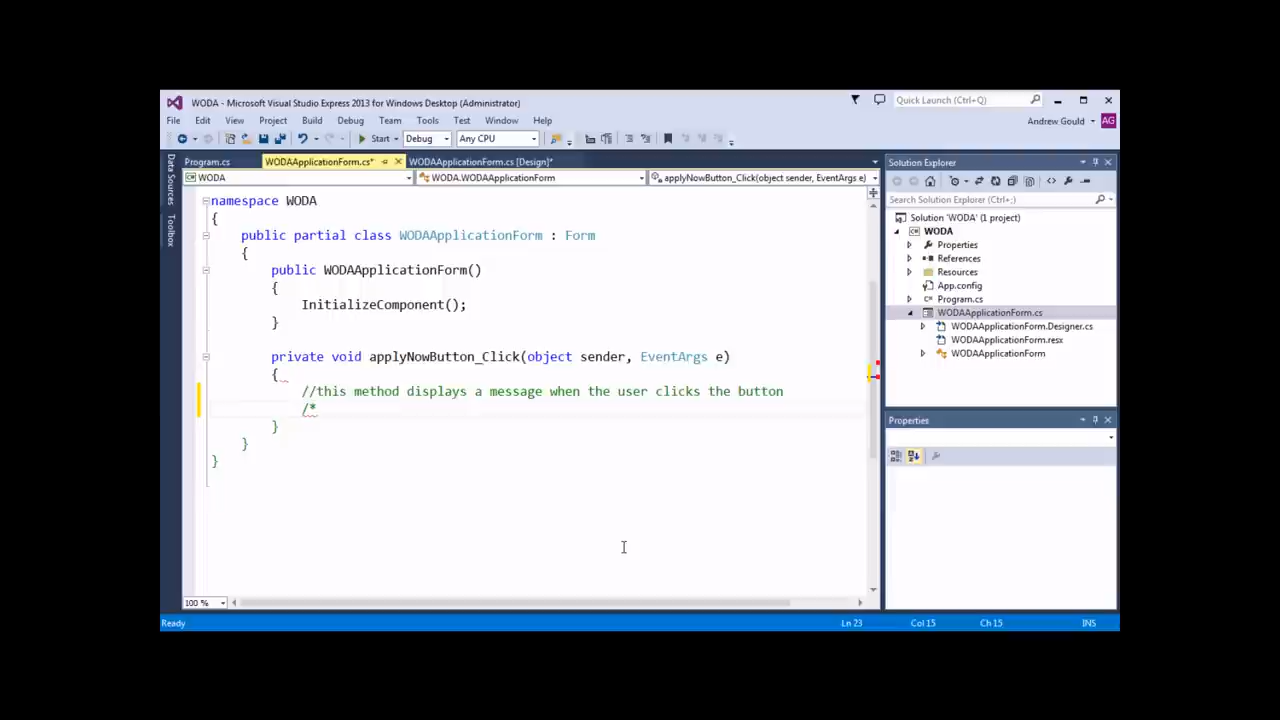 WODA - Microsoft Visual Studio Express 2013 for Windows Desktop (Administrator)
Quick Launch (Ctrl+Q)
File Edit View Project Build Debug Team Tools Test Window Help
Andrew Gould AG
Start Debug Any CPU
Program.cs WODAApplicationForm.cs* WODAApplicationForm.cs [Design]*
WODA WODA.WODAApplicationForm applyNowButton_Click(object sender, EventArgs e)
Data Sources
Toolbox
namespace WODA
{
public partial class WODAApplicationForm : Form
{
public WODAApplicationForm()
{
InitializeComponent();
}
private void applyNowButton_Click(object sender, EventArgs e)
{
//this method displays a message when the user clicks the button
/*
}
}
}
100 %
Solution Explorer
Search Solution Explorer (Ctrl+;)
Solution 'WODA' (1 project)
WODA
Properties
References
Resources
App.config
Program.cs
WODAApplicationForm.cs
WODAApplicationForm.Designer.cs
WODAApplicationForm.resx
WODAApplicationForm
Properties
Ready Ln 23 Col 15 Ch 15 INS